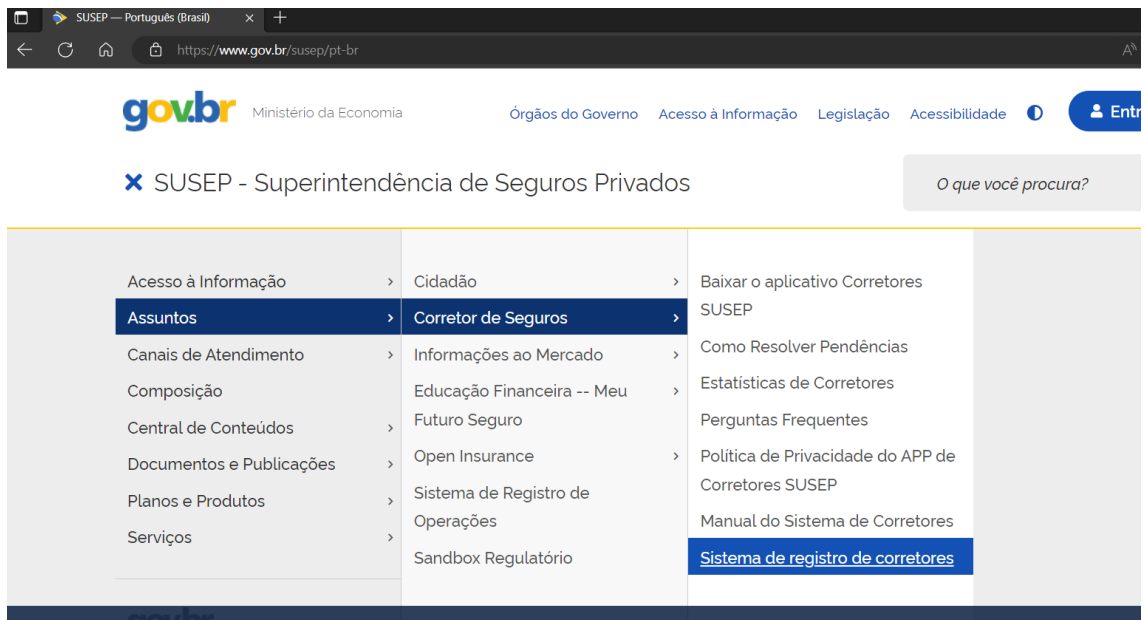 SUSEP — Português (Brasil)
https://www.gov.br/susep/pt-br
gov.br
Ministério da Economia
Órgãos do Governo
Acesso à Informação
Legislação
Acessibilidade
Entr
SUSEP - Superintendência de Seguros Privados
O que você procura?
Acesso à Informação
Assuntos
Canais de Atendimento
Composição
Central de Conteúdos
Documentos e Publicações
Planos e Produtos
Serviços
Cidadão
Corretor de Seguros
Informações ao Mercado
Educação Financeira -- Meu
Futuro Seguro
Open Insurance
Sistema de Registro de
Operações
Sandbox Regulatório
Baixar o aplicativo Corretores
SUSEP
Como Resolver Pendências
Estatísticas de Corretores
Perguntas Frequentes
Política de Privacidade do APP de
Corretores SUSEP
Manual do Sistema de Corretores
Sistema de registro de corretores
gov.br